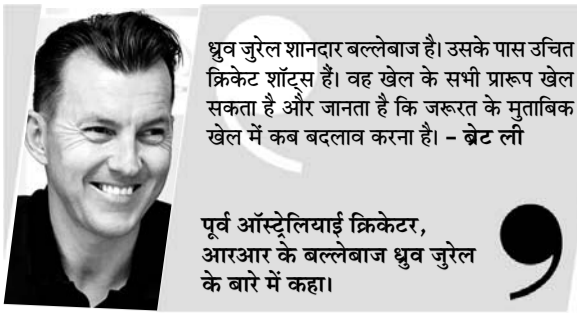 ध्रुव जुरेल शानदार बल्लेबाज है। उसके पास उचित
क्रिकेट शॉट्स हैं। वह खेल के सभी प्रारूप खेल
सकता है और जानता है कि जरूरत के मुताबिक
खेल में कब बदलाव करना है। – ब्रेट ली
पूर्व ऑस्ट्रेलियाई क्रिकेटर,
आरआर के बल्लेबाज ध्रुव जुरेल
के बारे में कहा।